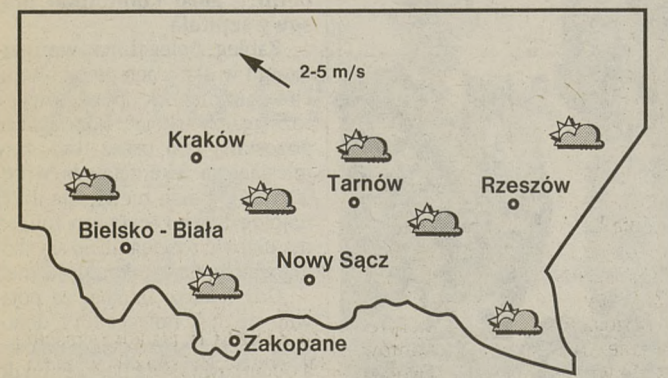 2-5 m/s
Kraków
Tarnów
Rzeszów
Bielsko - Biała
Nowy Sącz
Zakopane